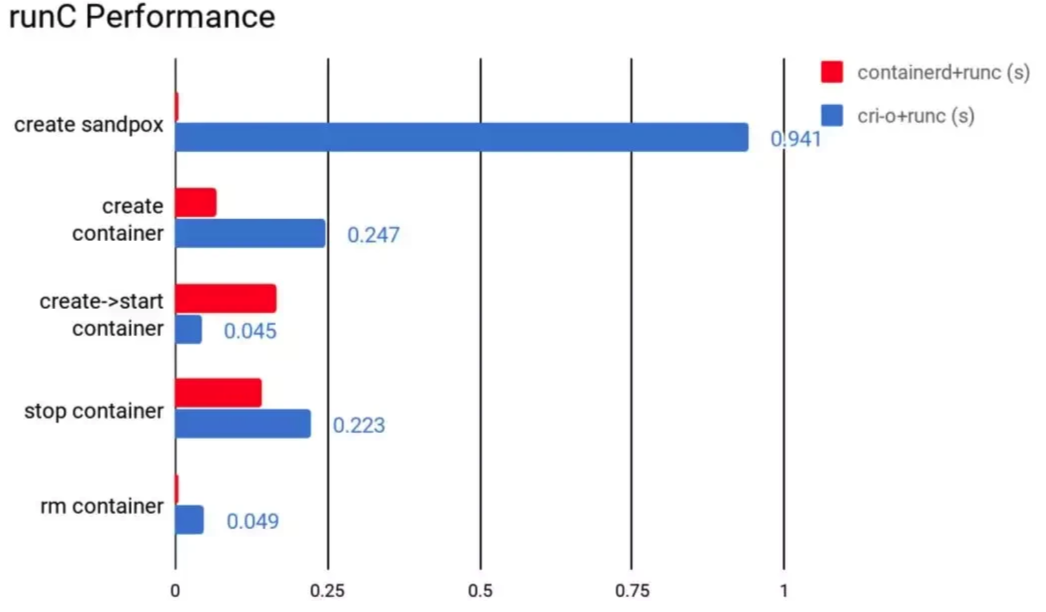 runC Performance
containerd+runc (s)
cri-o+runc (s)
create sandpox
0.941
create
container
0.247
create->start
container
0.045
stop container
0.223
rm container
0.049
0
0.25
0.5
0.75
1